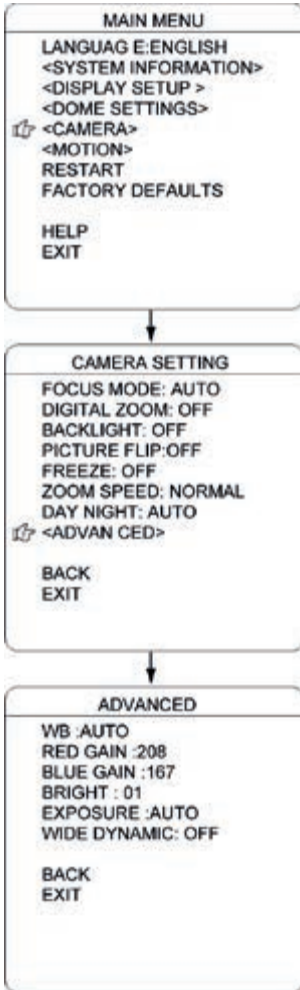 MAIN MENU
LANGUAG E:ENGLISH
<SYSTEM INFORMATION>
<DISPLAY SETUP >
<DOME SETTINGS>
<CAMERA>
<MOTION>
RESTART
FACTORY DEFAULTS
HELP
EXIT
CAMERA SETTING
FOCUS MODE: AUTO
DIGITAL ZOOM: OFF
BACKLIGHT: OFF
PICTURE FLIP:OFF
FREEZE: OFF
ZOOM SPEED: NORMAL
DAY NIGHT: AUTO
<ADVAN CED>
BACK
EXIT
ADVANCED
WB :AUTO
RED GAIN :208
BLUE GAIN :167
BRIGHT : 01
EXPOSURE :AUTO
WIDE DYNAMIC: OFF
BACK
EXIT